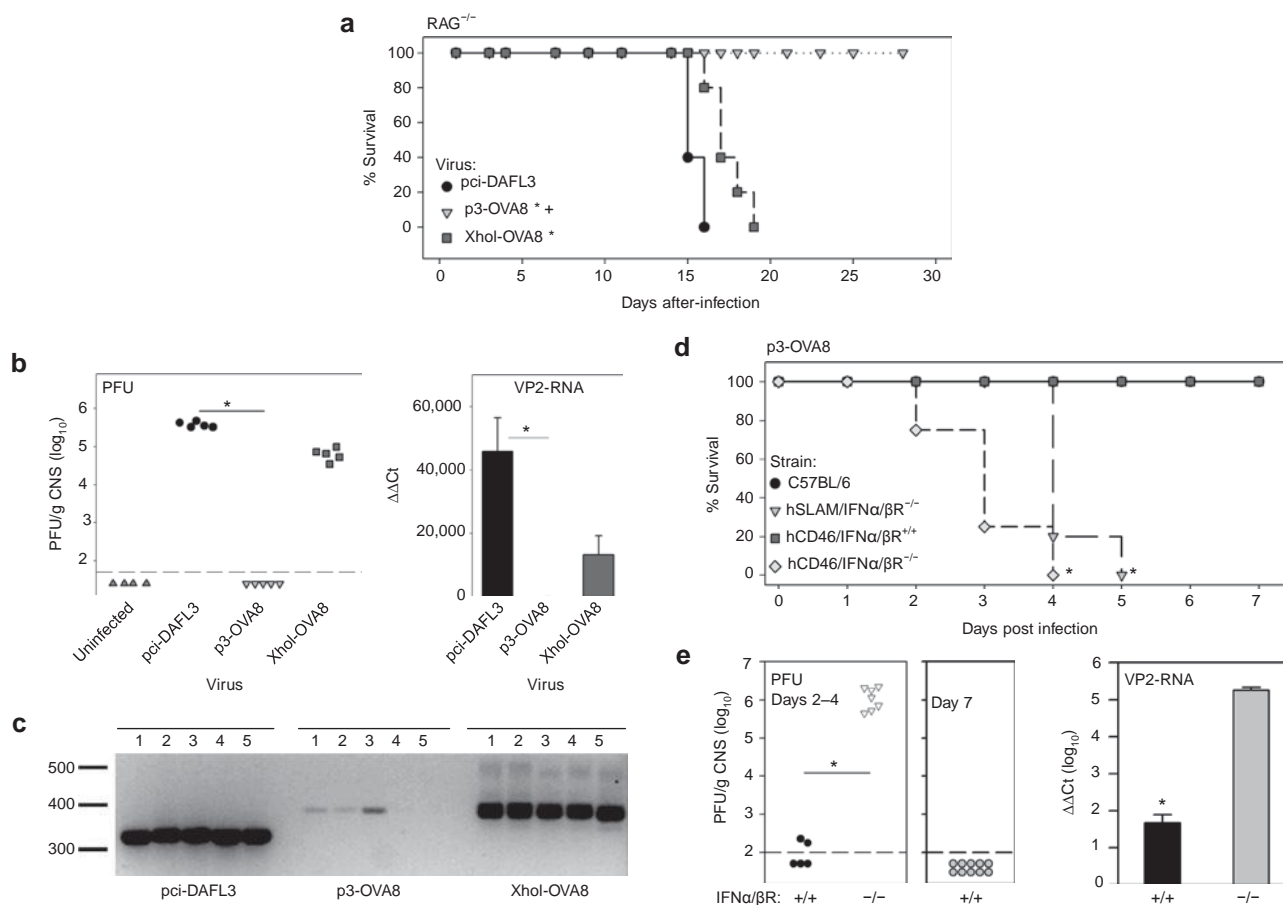 a
RAG−/−
% Survival
100
80
60
40
20
0
Virus:
pci-DAFL3
p3-OVA8 * +
XhoI-OVA8 *
0 5 10 15 20 25 30
Days after-infection
b
PFU
PFU/g CNS (log10)
6
5
4
3
2
*
Uninfected
pci-DAFL3
p3-OVA8
XhoI-OVA8
Virus
VP2-RNA
ΔΔCt
60,000
40,000
20,000
0
*
pci-DAFL3
p3-OVA8
XhoI-OVA8
Virus
c
1 2 3 4 5 1 2 3 4 5 1 2 3 4 5
500
400
300
pci-DAFL3 p3-OVA8 XhoI-OVA8
d
p3-OVA8
% Survival
100
80
60
40
20
0
Strain:
C57BL/6
hSLAM/IFNα/βR−/−
hCD46/IFNα/βR+/+
hCD46/IFNα/βR−/−
* *
0 1 2 3 4 5 6 7
Days post infection
e
PFU
Days 2–4
PFU/g CNS (log10)
7
6
5
4
3
2
*
Day 7
IFNα/βR: +/+ −/− +/+
VP2-RNA
ΔΔCt (log10)
6
5
4
3
2
1
0
*
+/+ −/−